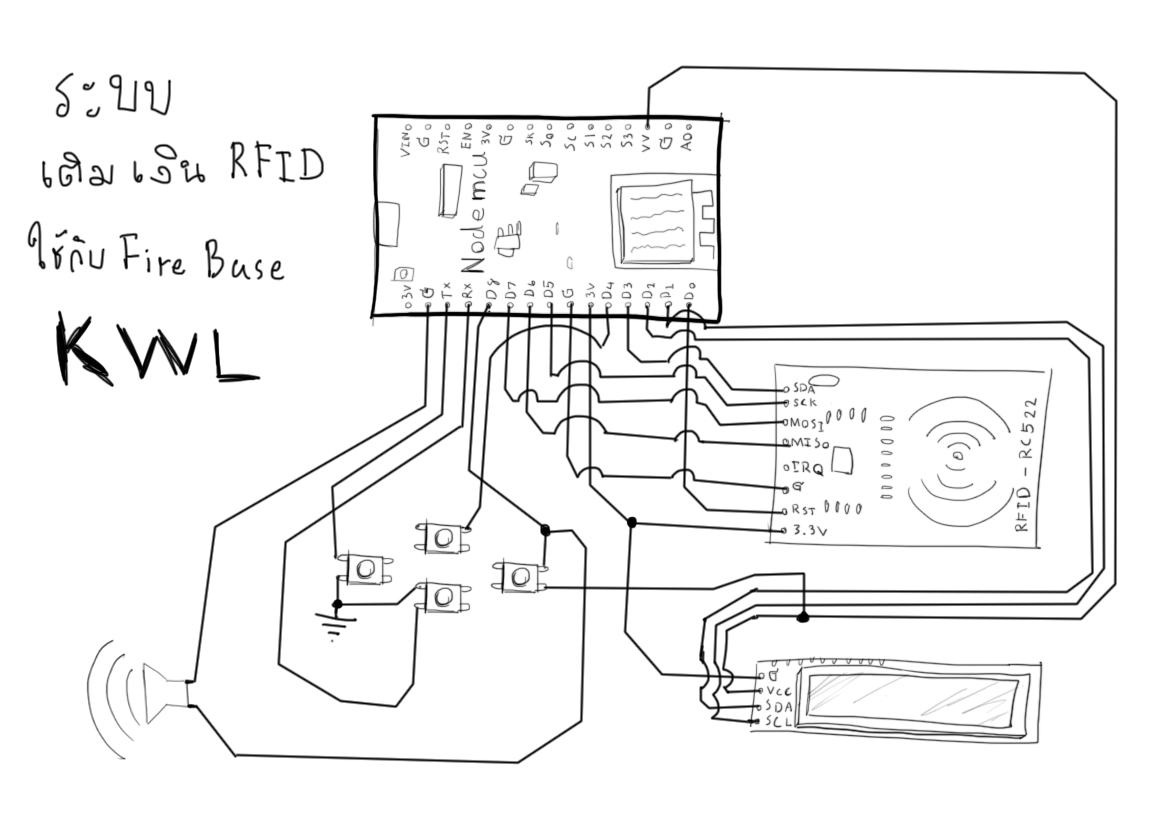 ระบบ
เติมเงิน RFID
ใช้กับ Fire Base
KWL
VIN G RST EN 3V G SK S0 SC S1 S2 S3 VV G A0
Nodemcu
3V G Tx Rx D8 D7 D6 D5 G 3V D4 D3 D2 D1 D0
SDA
SCK
MOSI
MISO
IRQ
G
RST
3.3V
RFID-RC522
G
VCC
SDA
SCL